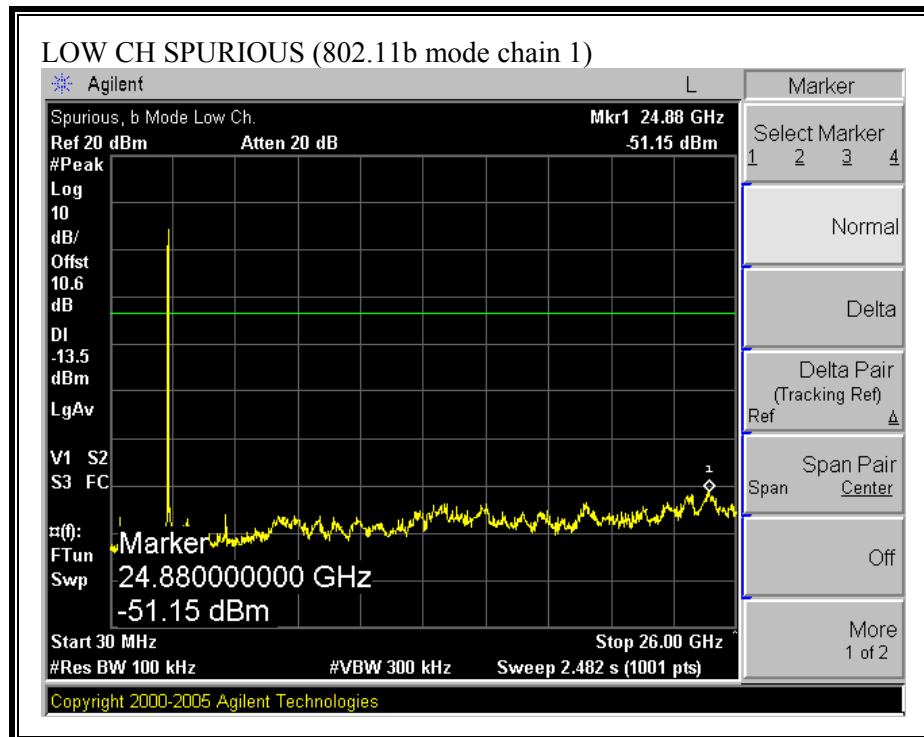 LOW CH SPURIOUS (802.11b mode chain 1)
Agilent L Marker
Spurious, b Mode Low Ch. Mkr1 24.88 GHz
Ref 20 dBm Atten 20 dB -51.15 dBm
#Peak
Log
10
dB/
Offst
10.6
dB
DI
-13.5
dBm
LgAv
V1 S2
S3 FC
¤(f):
FTun
Swp
1
Marker
24.880000000 GHz
-51.15 dBm
Start 30 MHz Stop 26.00 GHz ^
#Res BW 100 kHz #VBW 300 kHz Sweep 2.482 s (1001 pts)
Copyright 2000-2005 Agilent Technologies
Select Marker
1 2 3 4
Normal
Delta
Delta Pair
(Tracking Ref)
Ref Δ
Span Pair
Span Center
Off
More
1 of 2